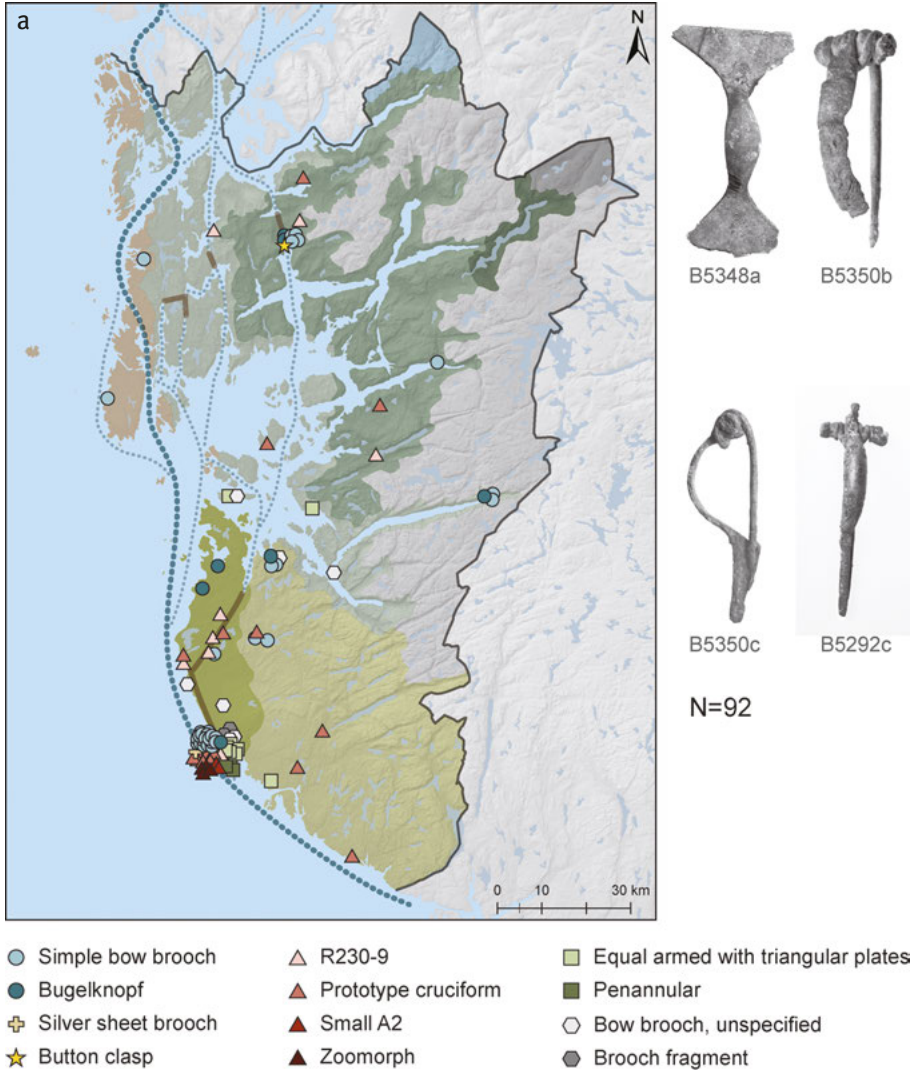 a
N
B5348a
B5350b
B5350c
B5292c
N=92
0 10 30 km
Simple bow brooch
Bugelknopf
Silver sheet brooch
Button clasp
R230-9
Prototype cruciform
Small A2
Zoomorph
Equal armed with triangular plates
Penannular
Bow brooch, unspecified
Brooch fragment